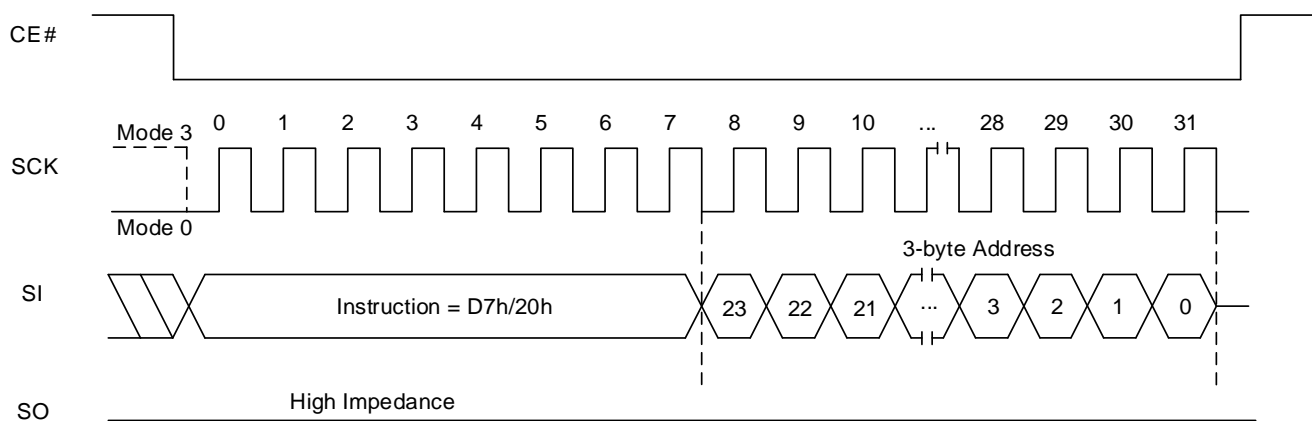 CE#
0 1 2 3 4 5 6 7 8 9 10 ... 28 29 30 31
Mode 3
SCK
Mode 0
3-byte Address
SI
Instruction = D7h/20h 23 22 21 ... 3 2 1 0
High Impedance
SO